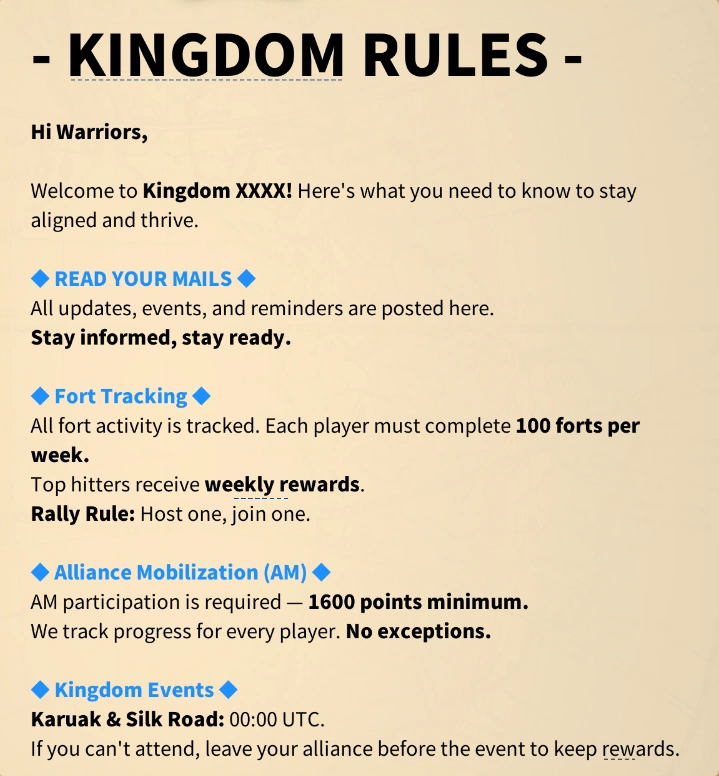 - KINGDOM RULES -
Hi Warriors,
Welcome to Kingdom XXXX! Here's what you need to know to stay
aligned and thrive.
◆ READ YOUR MAILS ◆
All updates, events, and reminders are posted here.
Stay informed, stay ready.
◆ Fort Tracking ◆
All fort activity is tracked. Each player must complete 100 forts per
week.
Top hitters receive weekly rewards.
Rally Rule: Host one, join one.
◆ Alliance Mobilization (AM) ◆
AM participation is required — 1600 points minimum.
We track progress for every player. No exceptions.
◆ Kingdom Events ◆
Karuak & Silk Road: 00:00 UTC.
If you can't attend, leave your alliance before the event to keep rewards.